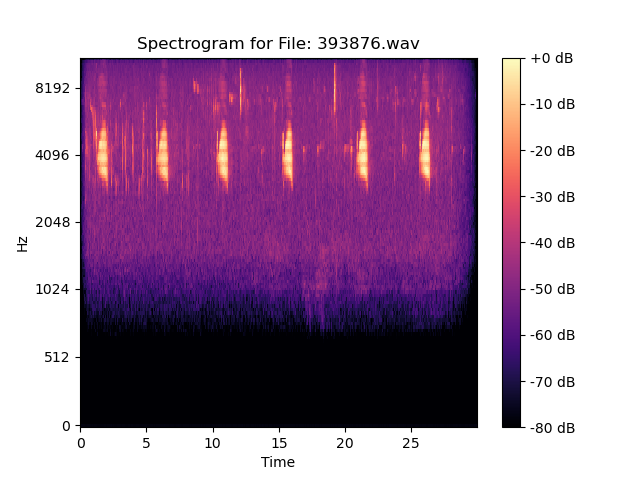 Spectrogram for File: 393876.wav
8192
4096
2048
1024
512
0
Hz
0 5 10 15 20 25
Time
+0 dB
-10 dB
-20 dB
-30 dB
-40 dB
-50 dB
-60 dB
-70 dB
-80 dB